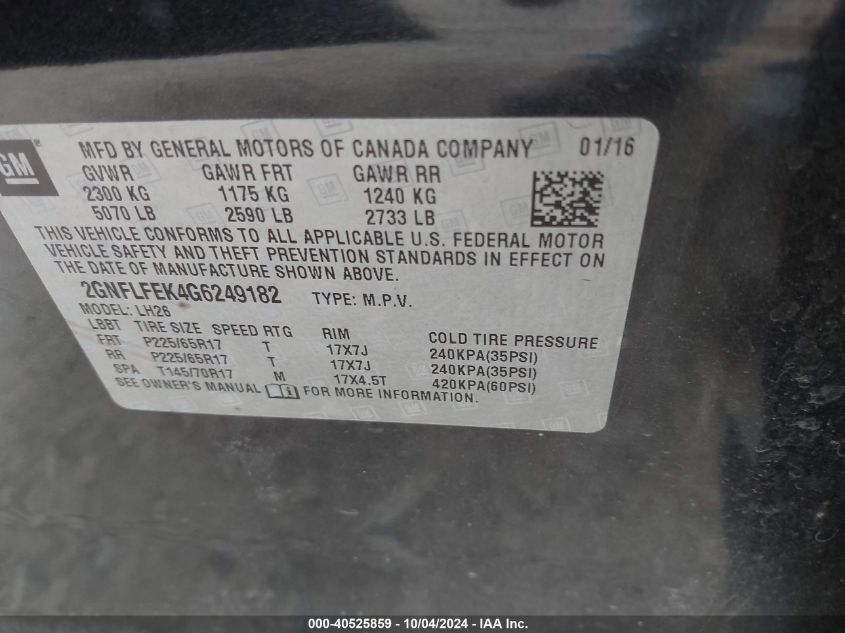 GM
MFD BY GENERAL MOTORS OF CANADA COMPANY 01/16
GVWR GAWR FRT GAWR RR
2300 KG 1175 KG 1240 KG
5070 LB 2590 LB 2733 LB
THIS VEHICLE CONFORMS TO ALL APPLICABLE U.S. FEDERAL MOTOR
VEHICLE SAFETY AND THEFT PREVENTION STANDARDS IN EFFECT ON
THE DATE OF MANUFACTURE SHOWN ABOVE.
2GNFLFEK4G6249182 TYPE: M.P.V.
MODEL: LH26
LBBT TIRE SIZE SPEED RTG RIM COLD TIRE PRESSURE
FRT P225/65R17 T 17X7J 240KPA(35PSI)
RR P225/65R17 T 17X7J 240KPA(35PSI)
SPA T145/70R17 M 17X4.5T 420KPA(60PSI)
SEE OWNER'S MANUAL FOR MORE INFORMATION.
000-40525859 - 10/04/2024 - IAA Inc.